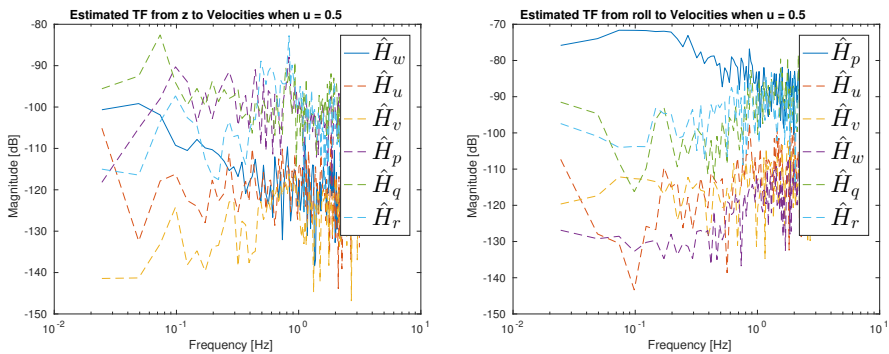 Estimated TF from z to Velocities when u = 0.5
-80
-90
-100
-110
-120
-130
-140
-150
Magnitude [dB]
10^-2
10^-1
10^0
10^1
Frequency [Hz]
Ĥ_w
Ĥ_u
Ĥ_v
Ĥ_p
Ĥ_q
Ĥ_r
Estimated TF from roll to Velocities when u = 0.5
-70
-80
-90
-100
-110
-120
-130
-140
-150
Magnitude [dB]
10^-2
10^-1
10^0
10^1
Frequency [Hz]
Ĥ_p
Ĥ_u
Ĥ_v
Ĥ_w
Ĥ_q
Ĥ_r